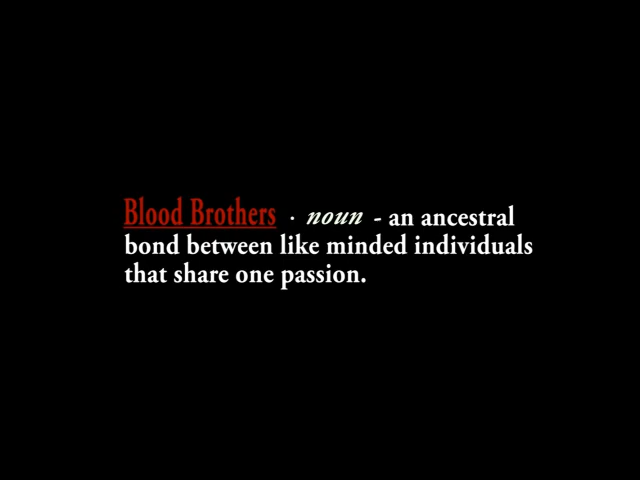 Blood Brothers · noun - an ancestral
bond between like minded individuals
that share one passion.